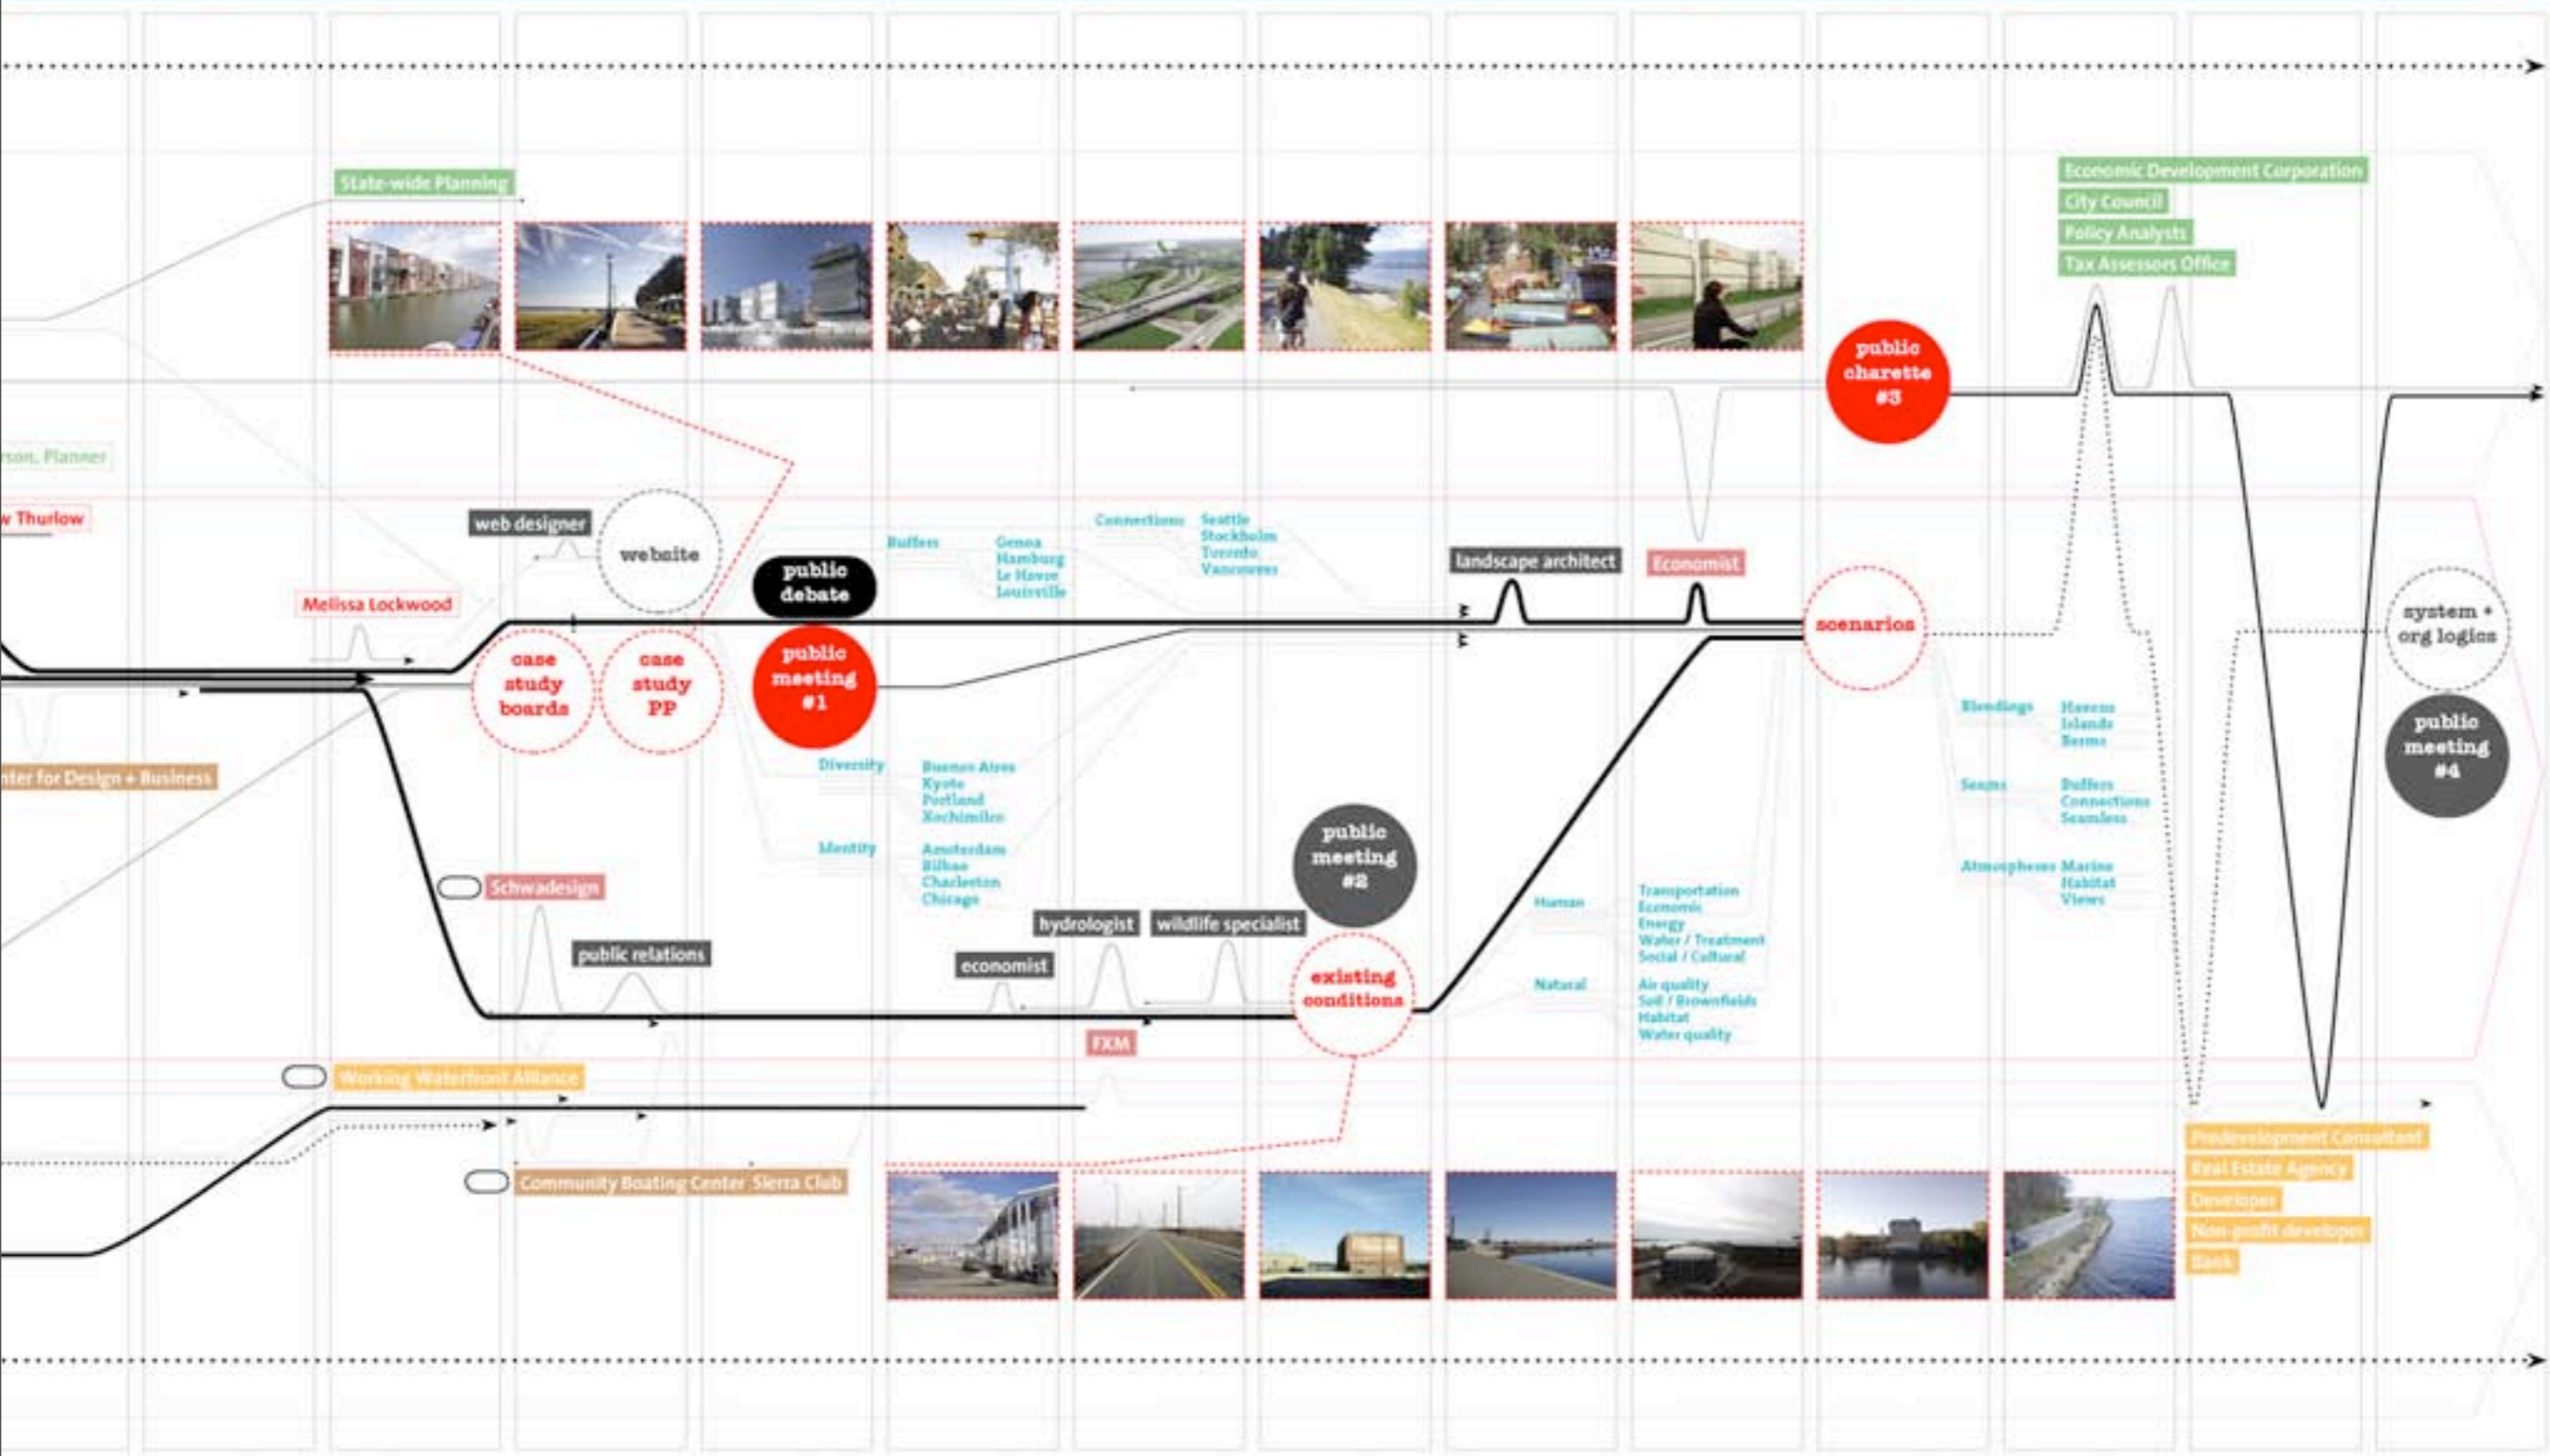 State-wide Planning
Economic Development Corporation
City Council
Policy Analysts
Tax Assessors Office
public
charette
#3
rson, Planner
w Thurlow
web designer
website
Melissa Lockwood
public
debate
Buffers
Genoa
Hamburg
Le Havre
Louisville
Connections
Seattle
Stockholm
Toronto
Vancouver
landscape architect
Economist
case
study
boards
case
study
PP
public
meeting
#1
scenarios
system +
org logics
public
meeting
#4
nter for Design + Business
Diversity
Buenos Aires
Kyoto
Portland
Xochimilco
Identity
Amsterdam
Bilbao
Charleston
Chicago
Blendings
Havens
Islands
Berms
Seams
Buffers
Connections
Seamless
Atmospheres
Marine
Habitat
Views
Schwadesign
public relations
economist
hydrologist
wildlife specialist
public
meeting
#2
existing
conditions
Human
Transportation
Economic
Energy
Water / Treatment
Social / Cultural
Natural
Air quality
Soil / Brownfields
Habitat
Water quality
FXM
Working Waterfront Alliance
Community Boating Center Sierra Club
Predevelopment Consultant
Real Estate Agency
Developer
Non-profit developer
Bank